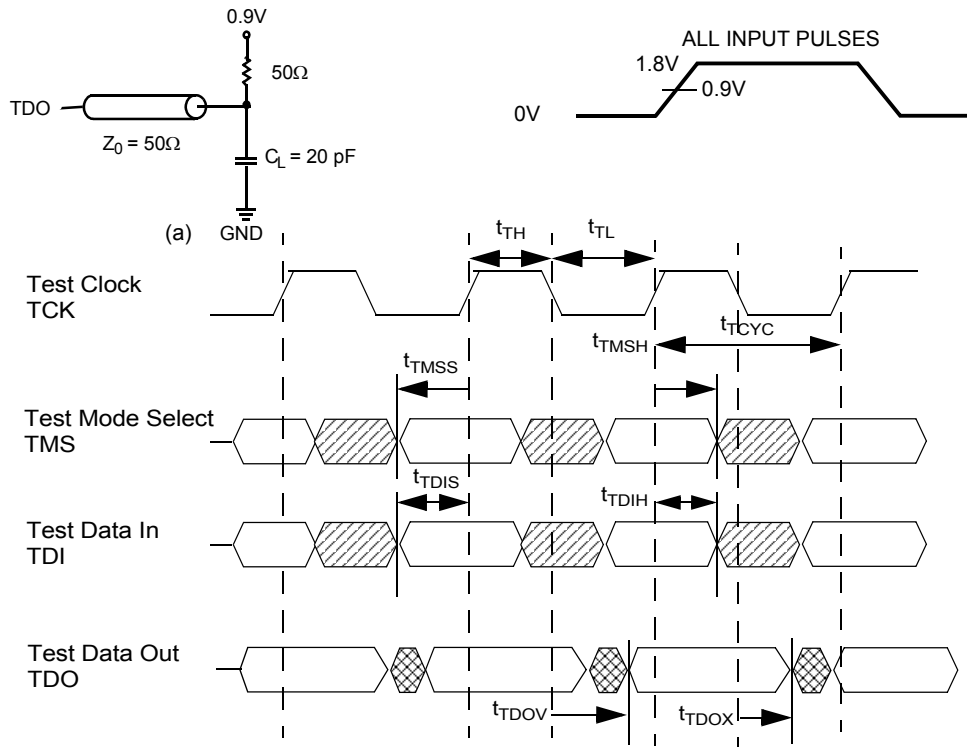 0.9V
50Ω
TDO
Z0 = 50Ω
CL = 20 pF
(a) GND
ALL INPUT PULSES
1.8V
0.9V
0V
tTH
tTL
Test Clock
TCK
tTCYC
tTMSH
tTMSS
Test Mode Select
TMS
tTDIS
tTDIH
Test Data In
TDI
Test Data Out
TDO
tTDOV
tTDOX